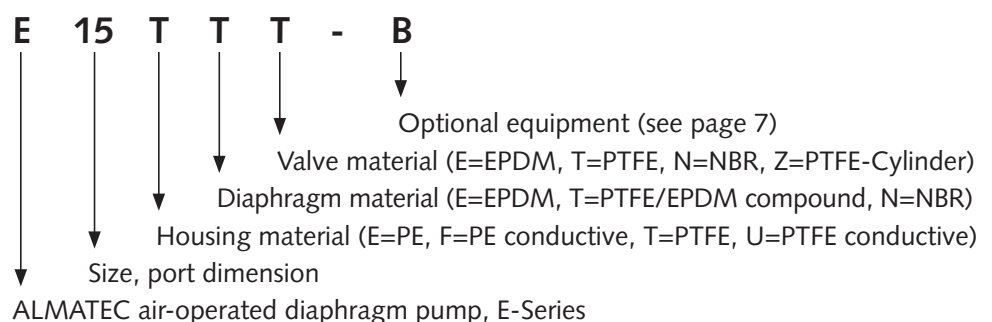 E 15 T T T - B
Optional equipment (see page 7)
Valve material (E=EPDM, T=PTFE, N=NBR, Z=PTFE-Cylinder)
Diaphragm material (E=EPDM, T=PTFE/EPDM compound, N=NBR)
Housing material (E=PE, F=PE conductive, T=PTFE, U=PTFE conductive)
Size, port dimension
ALMATEC air-operated diaphragm pump, E-Series